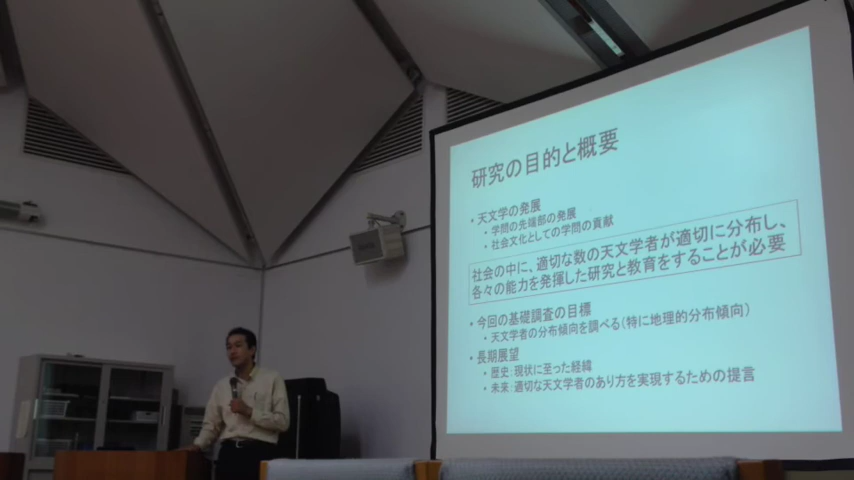 研究の目的と概要
・天文学の発展
・学問の先端部の発展
・社会文化としての学問の貢献
社会の中に、適切な数の天文学者が適切に分布し、
各々の能力を発揮した研究と教育をすることが必要
・今回の基礎調査の目標
・天文学者の分布傾向を調べる(特に地理的分布傾向)
・長期展望
・歴史:現状に至った経緯
・未来:適切な天文学者のあり方を実現するための提言